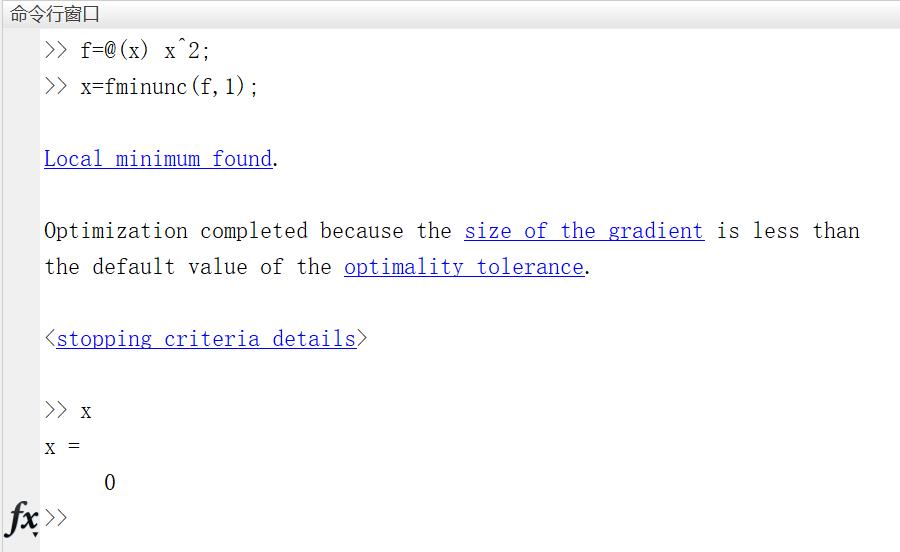 命令行窗口
>> f=@(x) x^2;
>> x=fminunc(f,1);
Local minimum found.
Optimization completed because the size of the gradient is less than
the default value of the optimality tolerance.
<stopping criteria details>
>> x
x =
0
fx >>